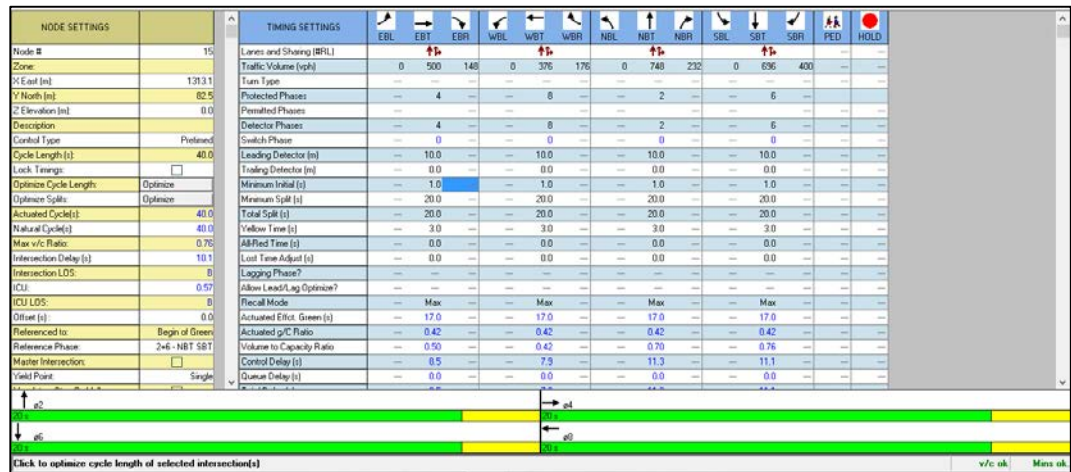 NODE SETTINGS
Node # 15
Zone:
X East (m): 1313.1
Y North (m): 82.5
Z Elevation (m): 0.0
Description
Control Type Pretimed
Cycle Length (s): 40.0
Lock Timings:
Optimize Cycle Length: Optimize
Optimize Splits: Optimize
Actuated Cycle(s): 40.0
Natural Cycle(s): 40.0
Max v/c Ratio: 0.76
Intersection Delay (s): 10.1
Intersection LOS: B
ICU: 0.57
ICU LOS: B
Offset (s) : 0.0
Referenced to: Begin of Green
Reference Phase: 2+6 - NBT SBT
Master Intersection:
Yield Point: Single
TIMING SETTINGS EBL EBT EBR WBL WBT WBR NBL NBT NBR SBL SBT SBR PED HOLD
Lanes and Sharing (#RL)
Traffic Volume (vph) 0 500 148 0 376 176 0 748 232 0 696 400 — —
Turn Type — — — — — — — — — — — — — —
Protected Phases — 4 — — 8 — — 2 — — 6 — — —
Permitted Phases — — — — — —
Detector Phases — 4 — — 8 — — 2 — — 6 — — —
Switch Phase — 0 — — 0 — — 0 — — 0 — — —
Leading Detector (m) — 10.0 — — 10.0 — — 10.0 — — 10.0 — — —
Trailing Detector (m) — 0.0 — — 0.0 — — 0.0 — — 0.0 — — —
Minimum Initial (s) — 1.0 — 1.0 — — 1.0 — — 1.0 — — —
Minimum Split (s) — 20.0 — — 20.0 — — 20.0 — — 20.0 — — —
Total Split (s) — 20.0 — — 20.0 — — 20.0 — — 20.0 — — —
Yellow Time (s) — 3.0 — — 3.0 — — 3.0 — — 3.0 — — —
All-Red Time (s) — 0.0 — — 0.0 — — 0.0 — — 0.0 — — —
Lost Time Adjust (s) — 0.0 — — 0.0 — — 0.0 — — 0.0 — — —
Lagging Phase? — — — — — — — — — — — — — —
Allow Lead/Lag Optimize? — — — — — — — — — — — — — —
Recall Mode — Max — — Max — — Max — — Max — — —
Actuated Effct. Green (s) — 17.0 — — 17.0 — — 17.0 — — 17.0 — — —
Actuated g/C Ratio — 0.42 — — 0.42 — — 0.42 — — 0.42 — — —
Volume to Capacity Ratio — 0.50 — — 0.42 — — 0.70 — — 0.76 — — —
Control Delay (s) — 8.5 — — 7.9 — — 11.3 — — 11.1 — — —
Queue Delay (s) — 0.0 — — 0.0 — — 0.0 — — 0.0 — — —
ø2 ø4
20 s 20 s
ø6 ø8
20 s 20 s
Click to optimize cycle length of selected intersection(s) v/c ok Mins ok